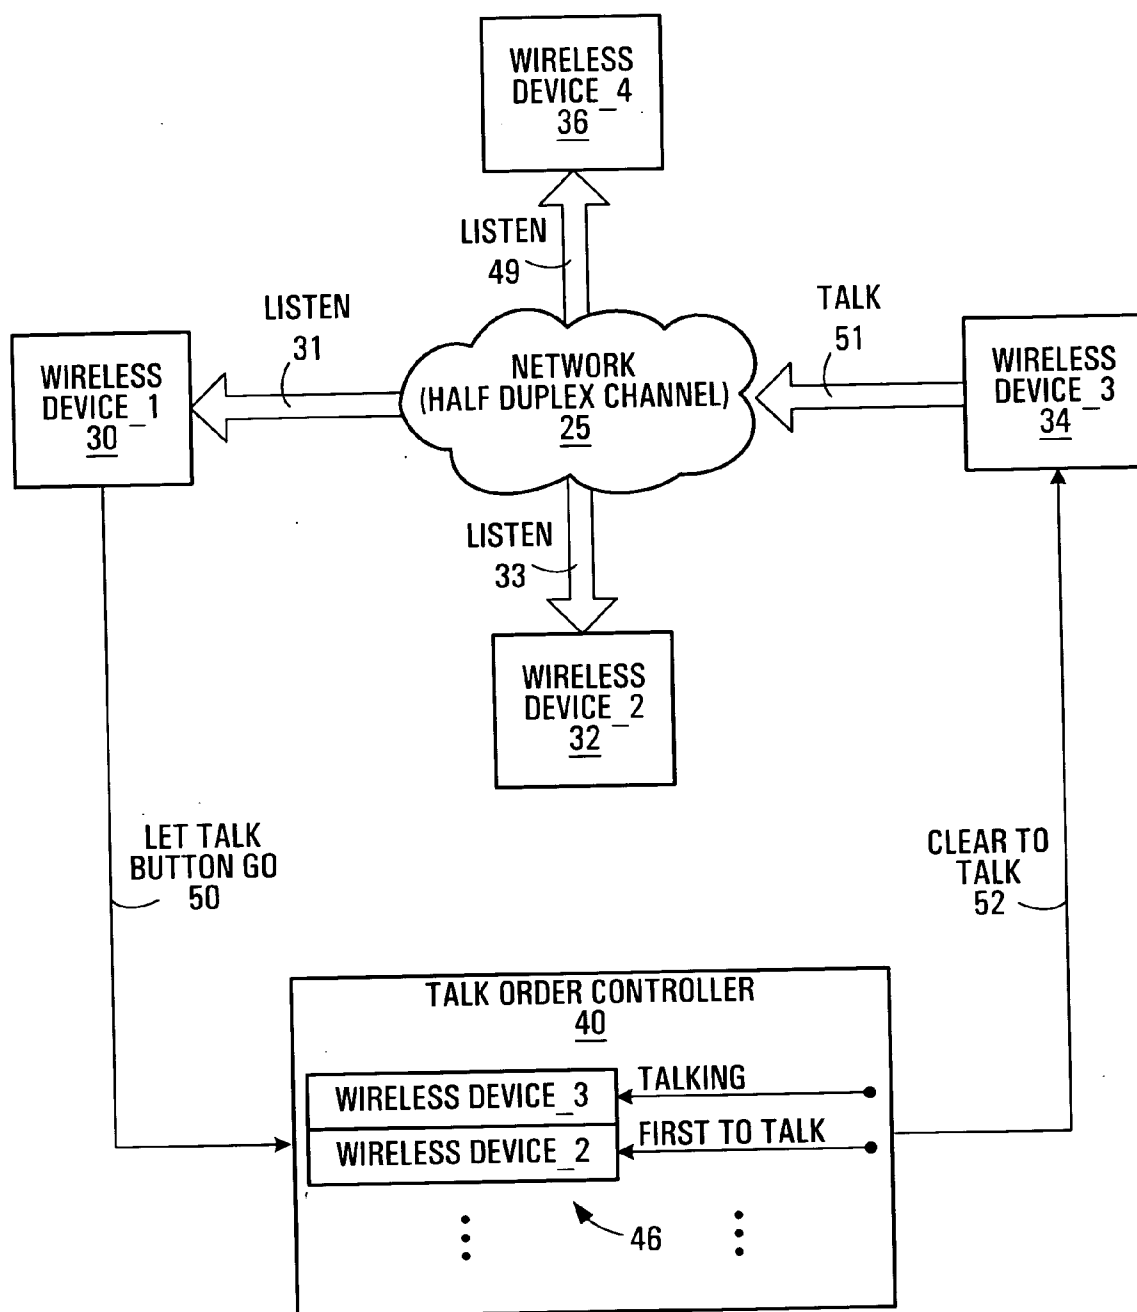 WIRELESS
DEVICE_4
36
LISTEN
49
LISTEN
31
TALK
51
WIRELESS
DEVICE_1
30
NETWORK
(HALF DUPLEX CHANNEL)
25
WIRELESS
DEVICE_3
34
LISTEN
33
WIRELESS
DEVICE_2
32
LET TALK
BUTTON GO
50
CLEAR TO
TALK
52
TALK ORDER CONTROLLER
40
WIRELESS DEVICE_3
TALKING
WIRELESS DEVICE_2
FIRST TO TALK
46